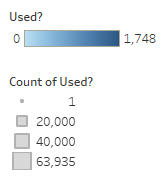 Used?
0 1,748
Count of Used?
1
20,000
40,000
63,935